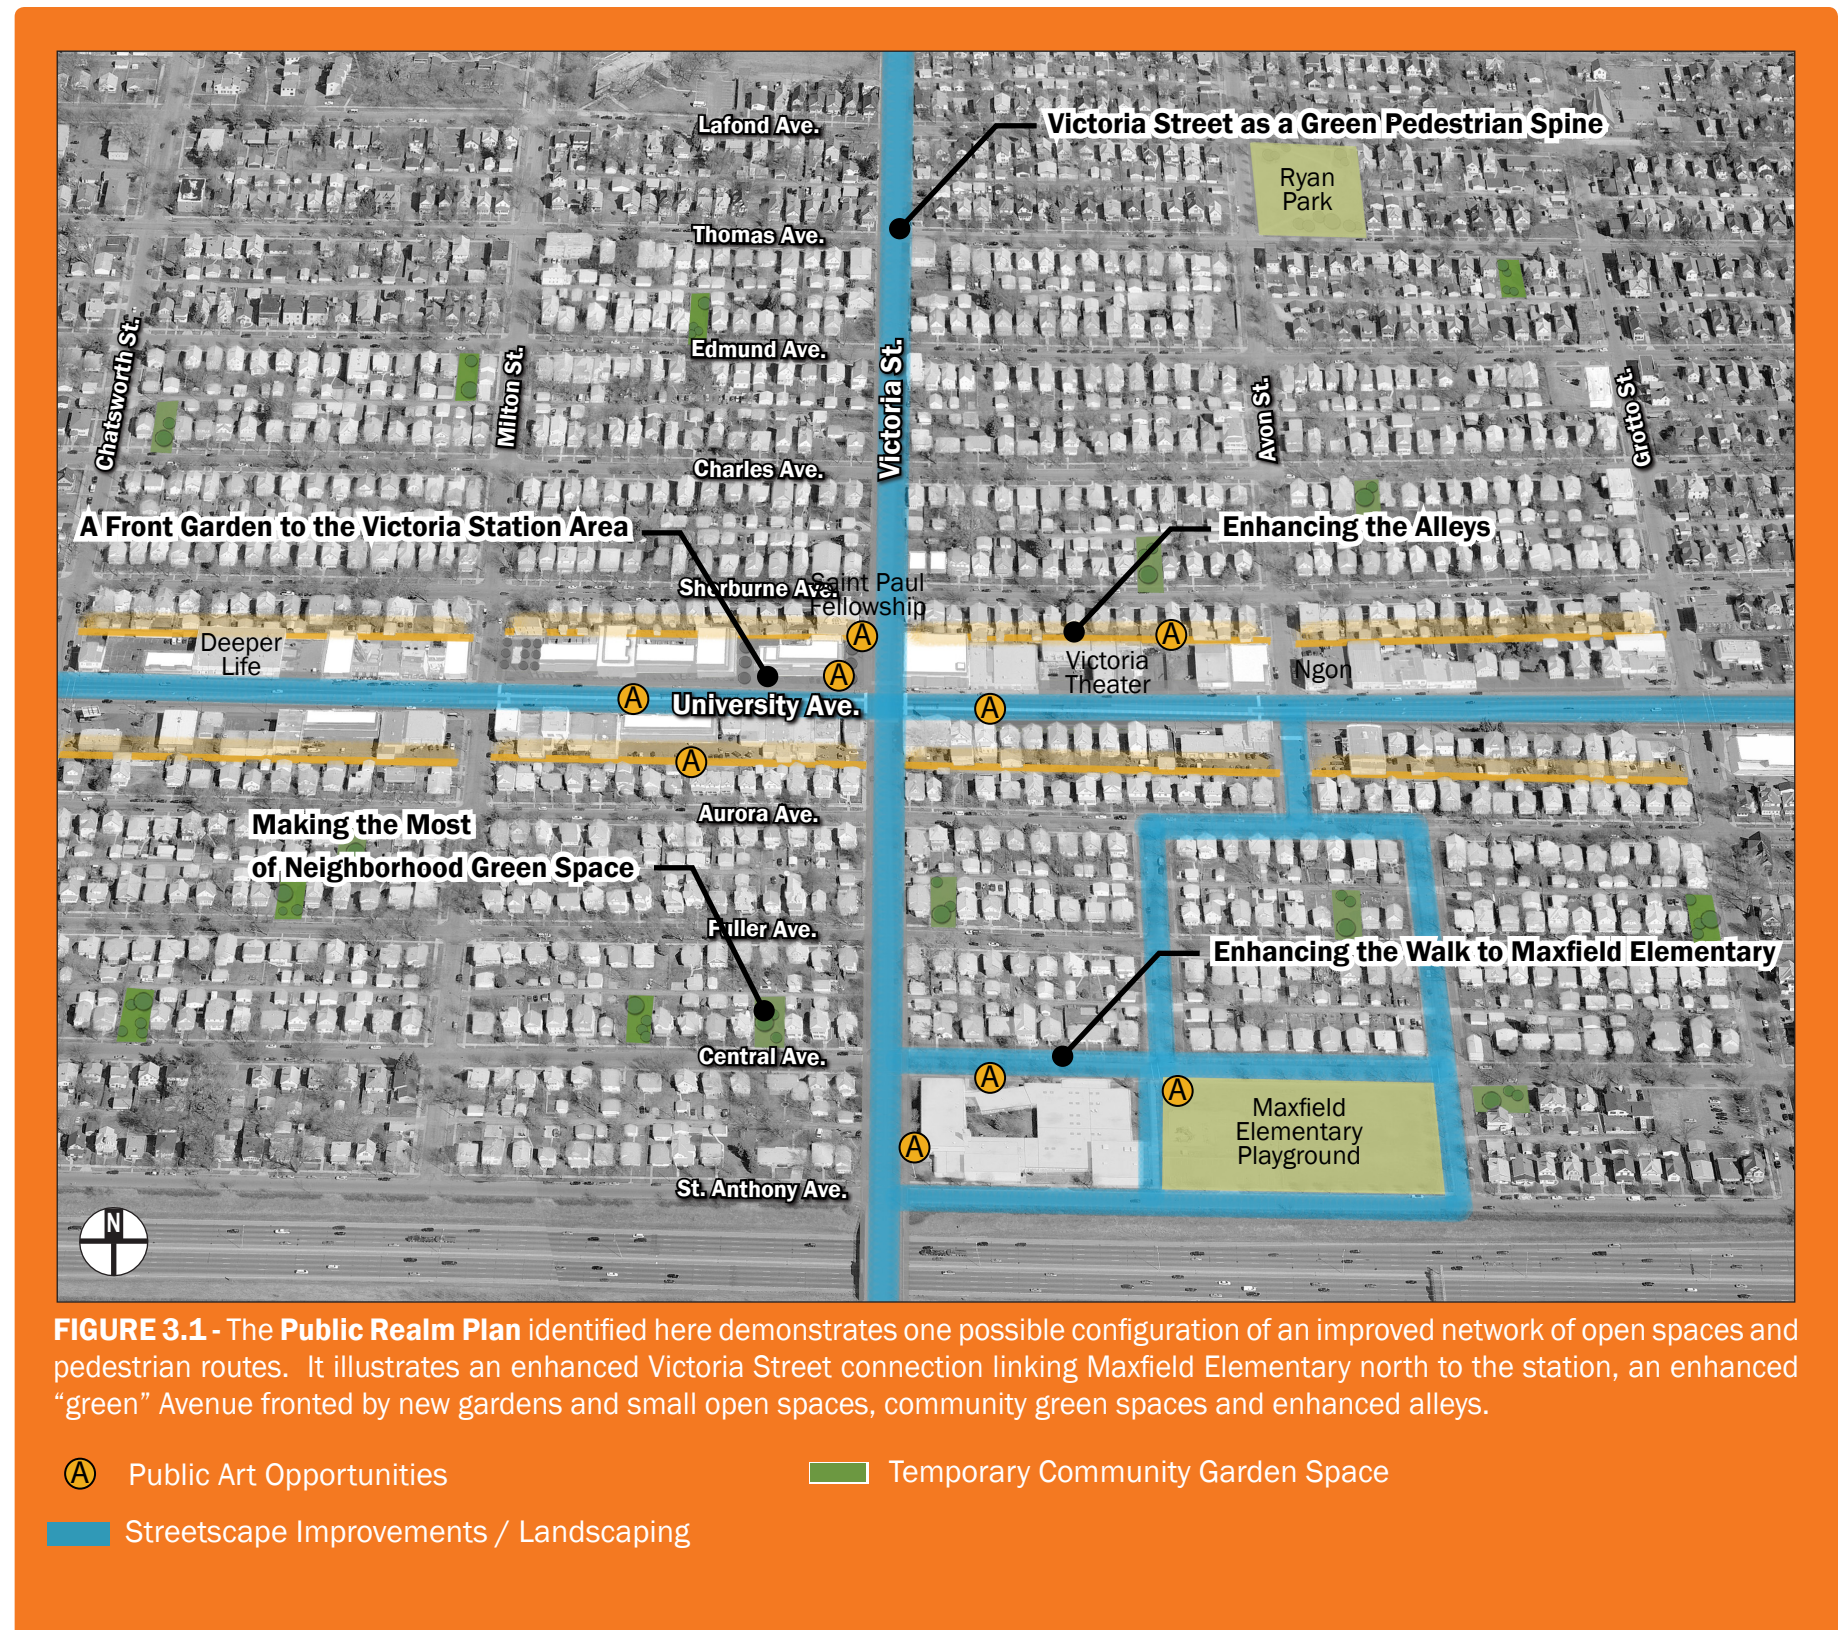 Lafond Ave.
Victoria Street as a Green Pedestrian Spine
Ryan
Park
Thomas Ave.
Chatsworth St.
Milton St.
Edmund Ave.
Victoria St.
Avon St.
Grotto St.
Charles Ave.
A Front Garden to the Victoria Station Area
Enhancing the Alleys
Sherburne Ave.
Saint Paul
Fellowship
A
A
Deeper
Life
Victoria
Theater
Ngon
A
A
University Ave.
A
A
Aurora Ave.
Making the Most
of Neighborhood Green Space
Fuller Ave.
Enhancing the Walk to Maxfield Elementary
Central Ave.
A
A
Maxfield
Elementary
Playground
A
St. Anthony Ave.
N
FIGURE 3.1 - The Public Realm Plan identified here demonstrates one possible configuration of an improved network of open spaces and
pedestrian routes.  It illustrates an enhanced Victoria Street connection linking Maxfield Elementary north to the station, an enhanced
“green” Avenue fronted by new gardens and small open spaces, community green spaces and enhanced alleys.
A Public Art Opportunities
Temporary Community Garden Space
Streetscape Improvements / Landscaping